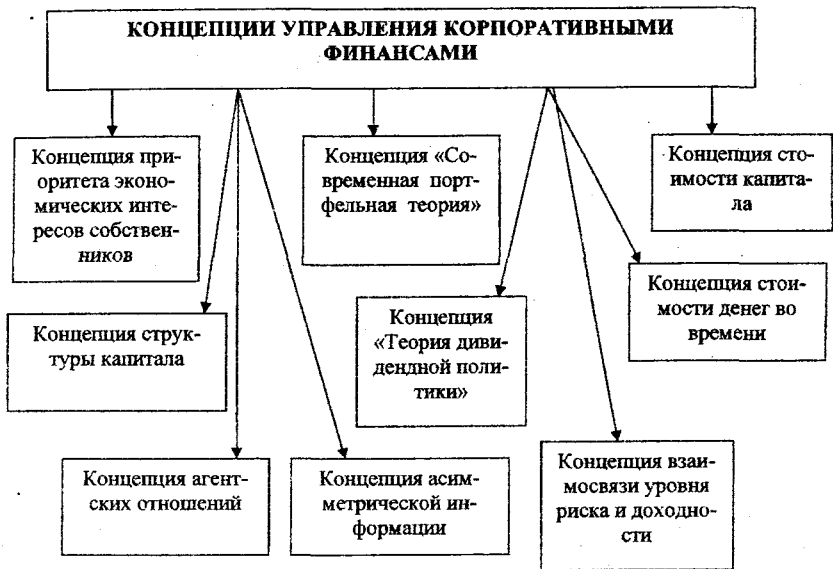 КОНЦЕПЦИИ УПРАВЛЕНИЯ КОРПОРАТИВНЫМИ
ФИНАНСАМИ
Концепция при-
оритета эконо-
мических инте-
ресов собствен-
ников
Концепция «Со-
временная порт-
фельная теория»
Концепция сто-
имости капита-
ла
Концепция струк-
туры капитала
Концепция
«Теория диви-
дендной поли-
тики»
Концепция стои-
мости денег во
времени
Концепция агент-
ских отношений
Концепция асим-
метрической ин-
формации
Концепция взаи-
мосвязи уровня
риска и доходно-
сти